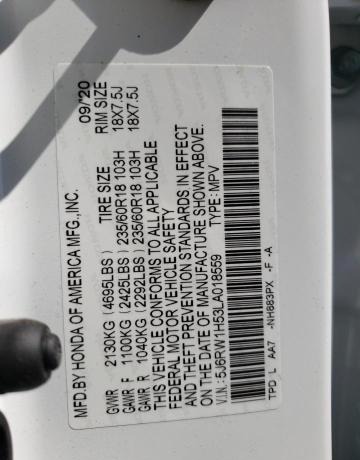 MFD.BY HONDA OF AMERICA MFG.,INC. 09/20
TIRE SIZE RIM SIZE
GVWR 2130KG (4695LBS)
GAWR F 1100KG (2425LBS) 235/60R18 103H 18X7.5J
GAWR R 1040KG (2292LBS) 235/60R18 103H 18X7.5J
THIS VEHICLE CONFORMS TO ALL APPLICABLE
FEDERAL MOTOR VEHICLE SAFETY
AND THEFT PREVENTION STANDARDS IN EFFECT
ON THE DATE OF MANUFACTURE SHOWN ABOVE.
V.I.N.: 5J6RW1H53LA018559 TYPE: MPV
TPD L AA7 -NH883PX -F -A